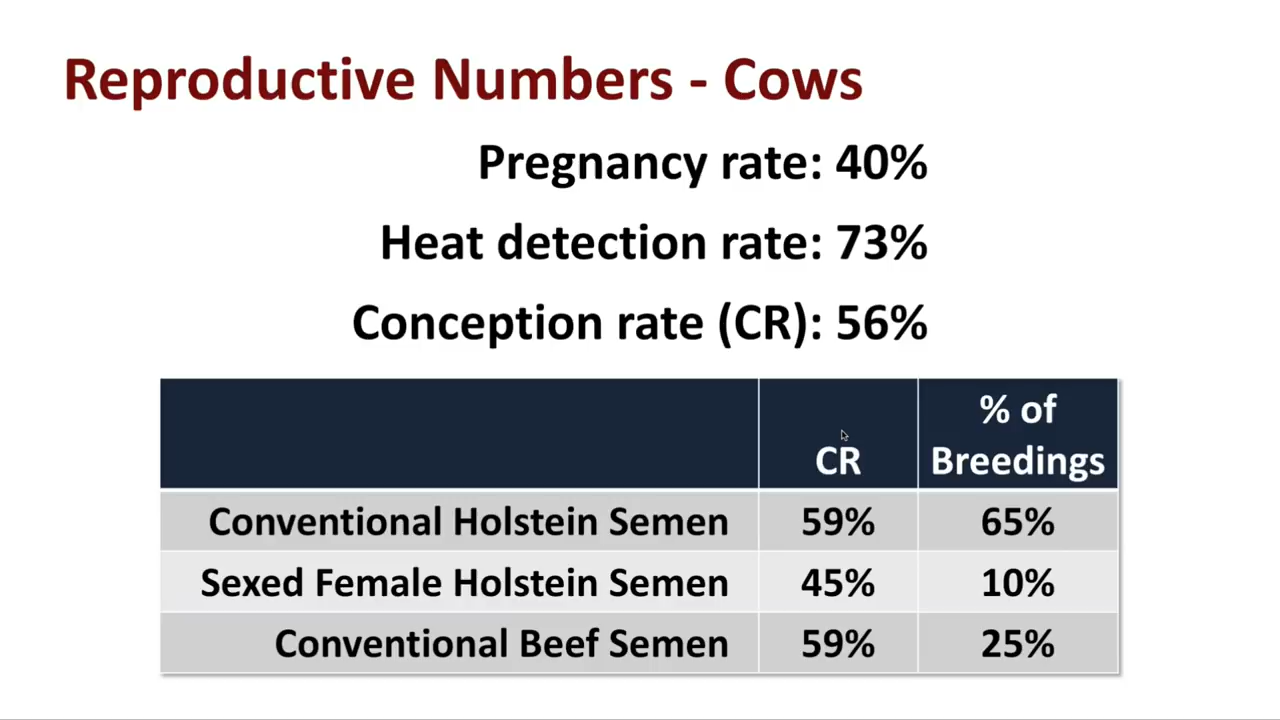 Reproductive Numbers - Cows
Pregnancy rate: 40%
Heat detection rate: 73%
Conception rate (CR): 56%
CR % of Breedings
Conventional Holstein Semen 59% 65%
Sexed Female Holstein Semen 45% 10%
Conventional Beef Semen 59% 25%